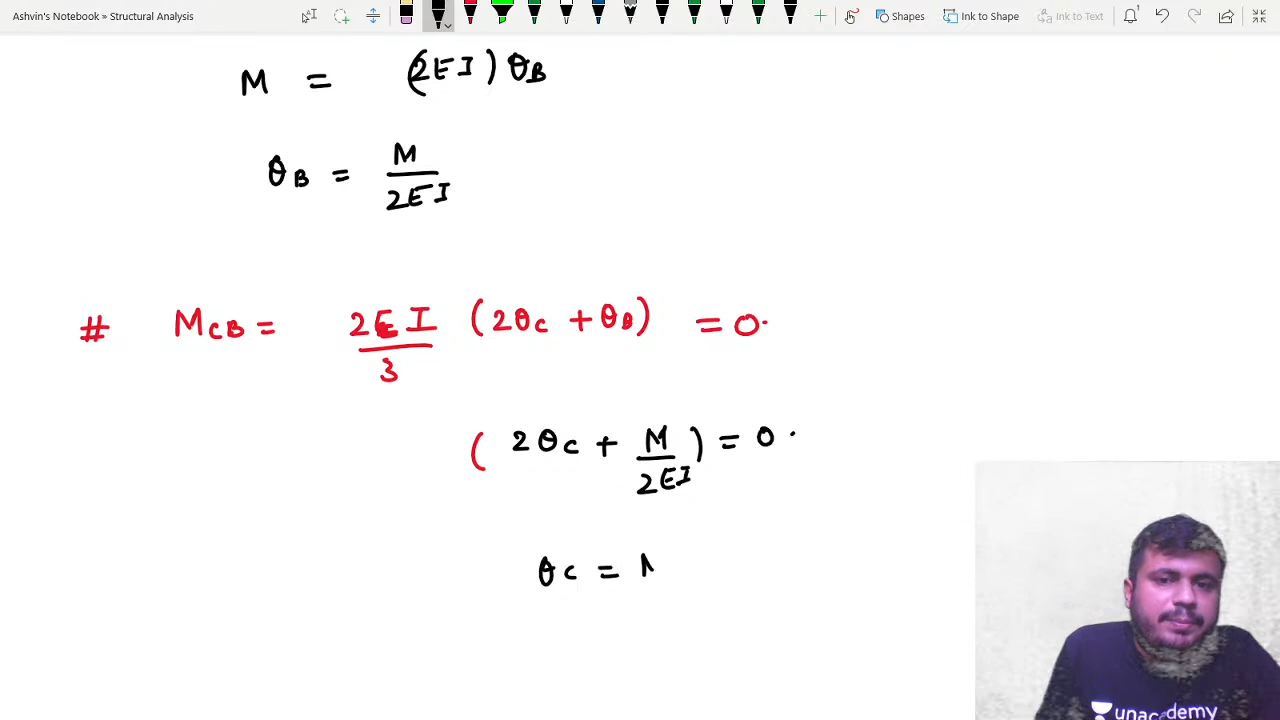 Ashvin's Notebook » Structural Analysis
Shapes Ink to Shape Ink to Text
M = (2EI) θB
θB = M/2EI
# MCB = 2EI/3 (2θC + θB) = 0.
( 2θC + M/2EI ) = 0.
θC =
unacademy